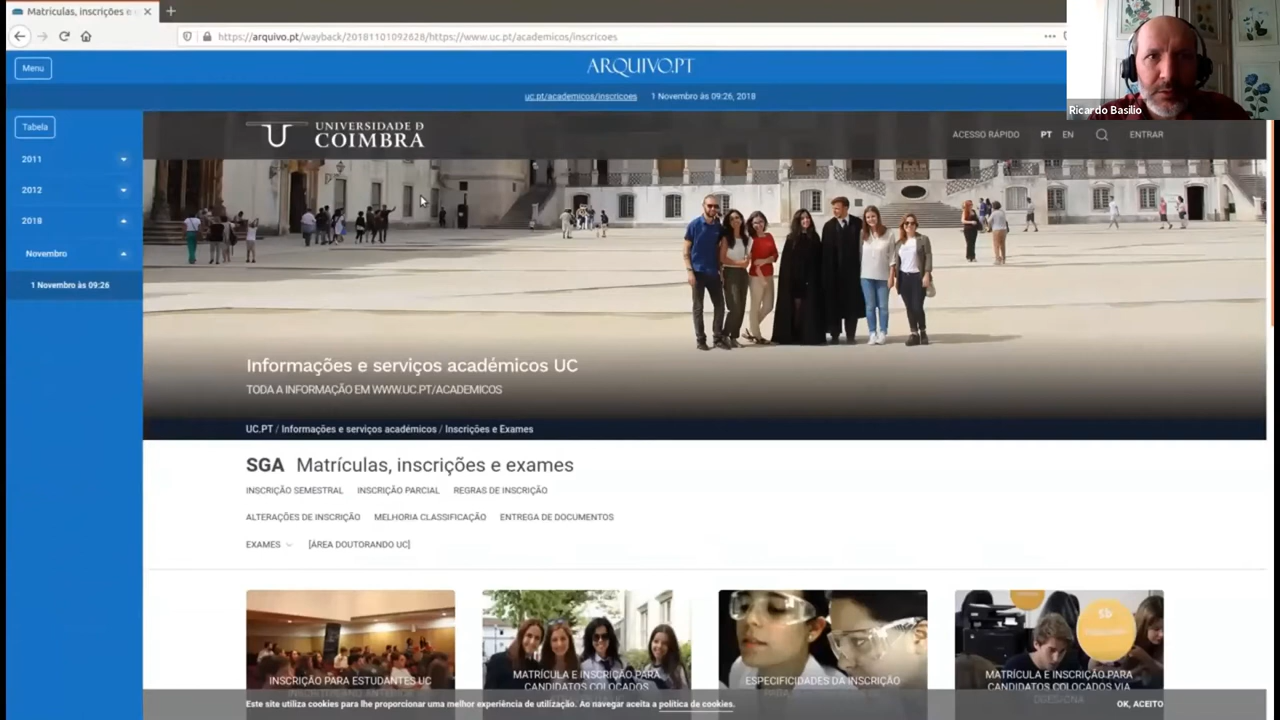 Matrículas, inscrições e
https://arquivo.pt/wayback/20181101092628/https://www.uc.pt/academicos/inscricoes
Menu
ARQUIVO.PT
uc.pt/academicos/inscricoes 1 Novembro às 09:26, 2018
Ricardo Basílio
Tabela
2011
2012
2018
Novembro
1 Novembro às 09:26
UNIVERSIDADE D
COIMBRA
ACESSO RÁPIDO PT EN ENTRAR
Informações e serviços académicos UC
TODA A INFORMAÇÃO EM WWW.UC.PT/ACADEMICOS
UC.PT / Informações e serviços académicos / Inscrições e Exames
SGA Matrículas, inscrições e exames
INSCRIÇÃO SEMESTRAL INSCRIÇÃO PARCIAL REGRAS DE INSCRIÇÃO
ALTERAÇÕES DE INSCRIÇÃO MELHORIA CLASSIFICAÇÃO ENTREGA DE DOCUMENTOS
EXAMES [ÁREA DOUTORANDO UC]
INSCRIÇÃO PARA ESTUDANTES UC
MATRÍCULA E INSCRIÇÃO PARA
CANDIDATOS COLOCADOS
ESPECIFICIDADES DA INSCRIÇÃO
MATRÍCULA E INSCRIÇÃO PARA
CANDIDATOS COLOCADOS VIA
Este site utiliza cookies para lhe proporcionar uma melhor experiência de utilização. Ao navegar aceita a política de cookies.
OK, ACEITO